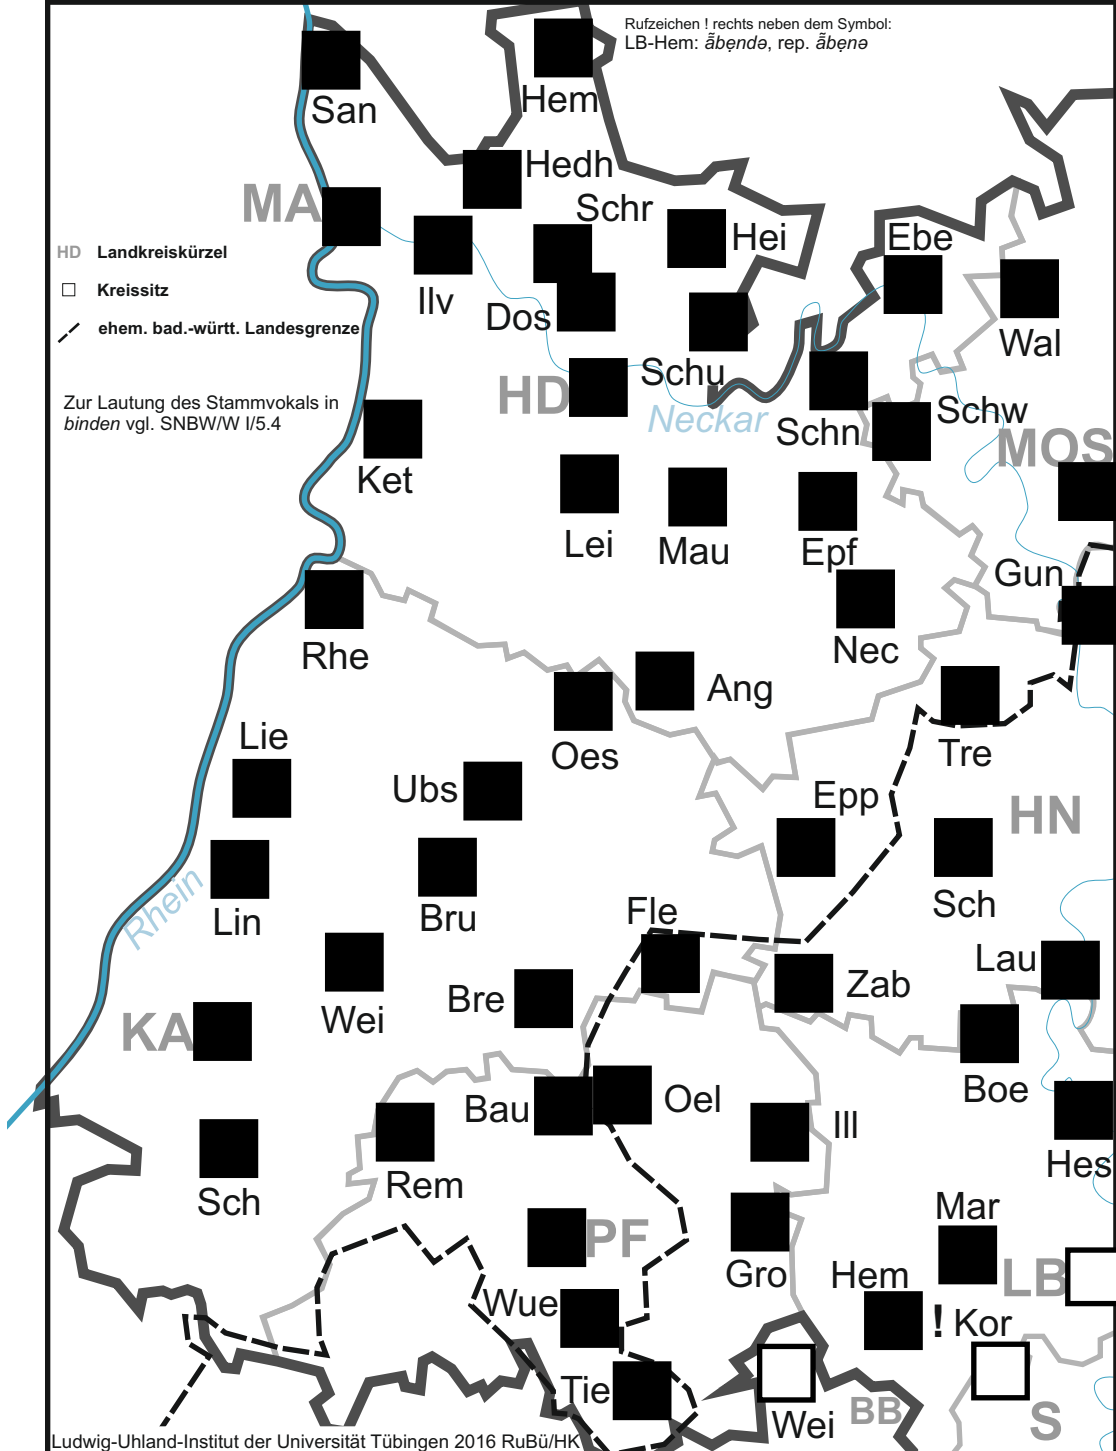 Rufzeichen ! rechts neben dem Symbol:
LB-Hem: ā̃bẹndə, rep. ā̃bẹnə
San
Hem
Hedh
MA
Schr
Hei
Ebe
HD Landkreiskürzel
Kreissitz
Ilv
Dos
Wal
ehem. bad.-württ. Landesgrenze
Schu
HD
Zur Lautung des Stammvokals in
binden vgl. SNBW/W I/5.4
Neckar
Schn
Schw
MOS
Ket
Lei
Mau
Epf
Gun
Rhe
Nec
Ang
Oes
Tre
Lie
Ubs
Epp
HN
Rhein
Lin
Bru
Fle
Sch
Lau
Wei
Bre
Zab
KA
Boe
Bau
Oel
Ill
Hes
Sch
Rem
Mar
PF
Gro
Hem
LB
Wue
! Kor
Tie
Wei
BB
S
Ludwig-Uhland-Institut der Universität Tübingen 2016 RuBü/HK